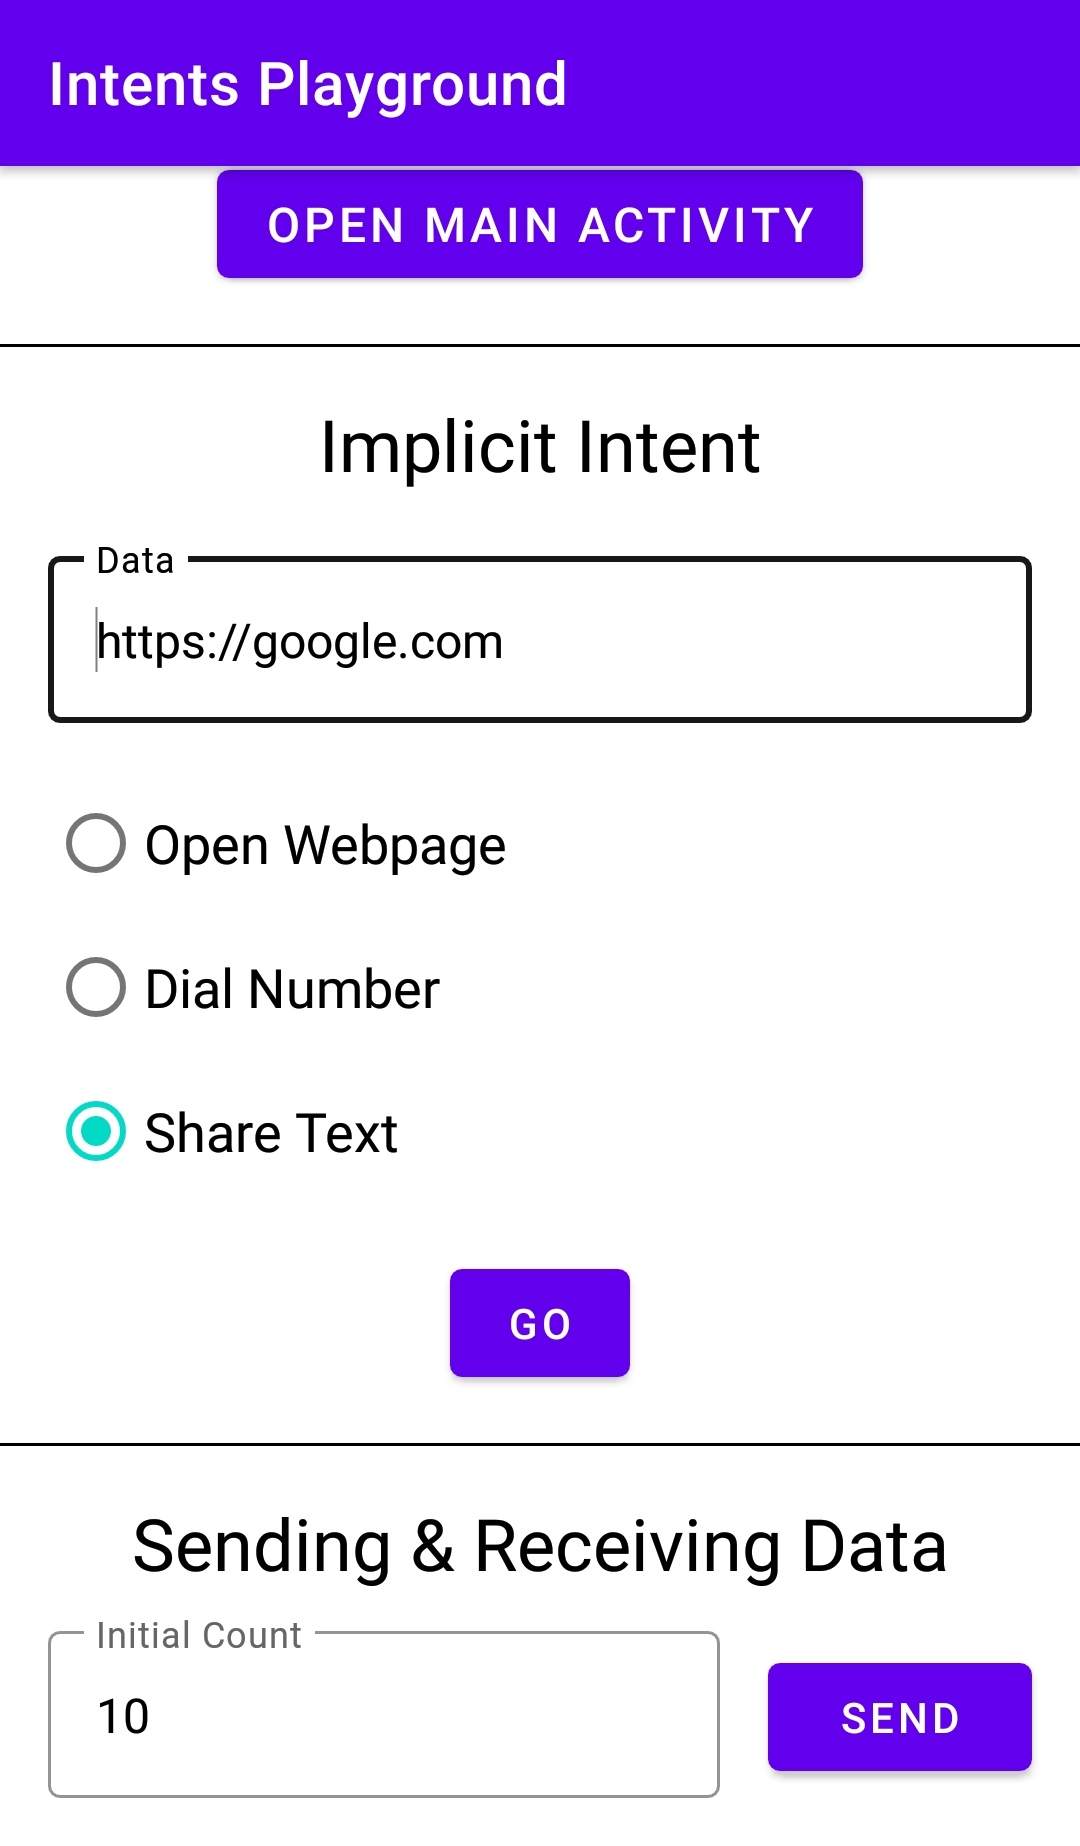 Intents Playground
OPEN MAIN ACTIVITY
Implicit Intent
Data
https://google.com
Open Webpage
Dial Number
Share Text
GO
Sending & Receiving Data
Initial Count
10
SEND